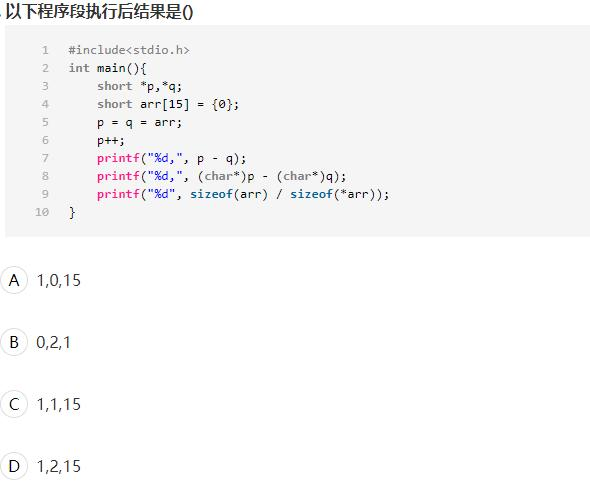 以下程序段执行后结果是()
1 #include<stdio.h>
2 int main(){
3 short *p,*q;
4 short arr[15] = {0};
5 p = q = arr;
6 p++;
7 printf("%d,", p - q);
8 printf("%d,", (char*)p - (char*)q);
9 printf("%d", sizeof(arr) / sizeof(*arr));
10 }
A 1,0,15
B 0,2,1
C 1,1,15
D 1,2,15